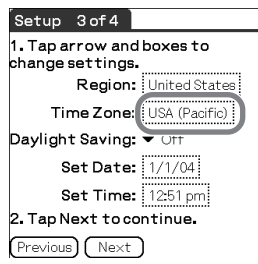 Setup 3 of 4
1. Tap arrow and boxes to
change settings.
Region: United States
Time Zone: USA (Pacific)
Daylight Saving: Off
Set Date: 1/1/04
Set Time: 12:51 pm
2. Tap Next to continue.
Previous Next